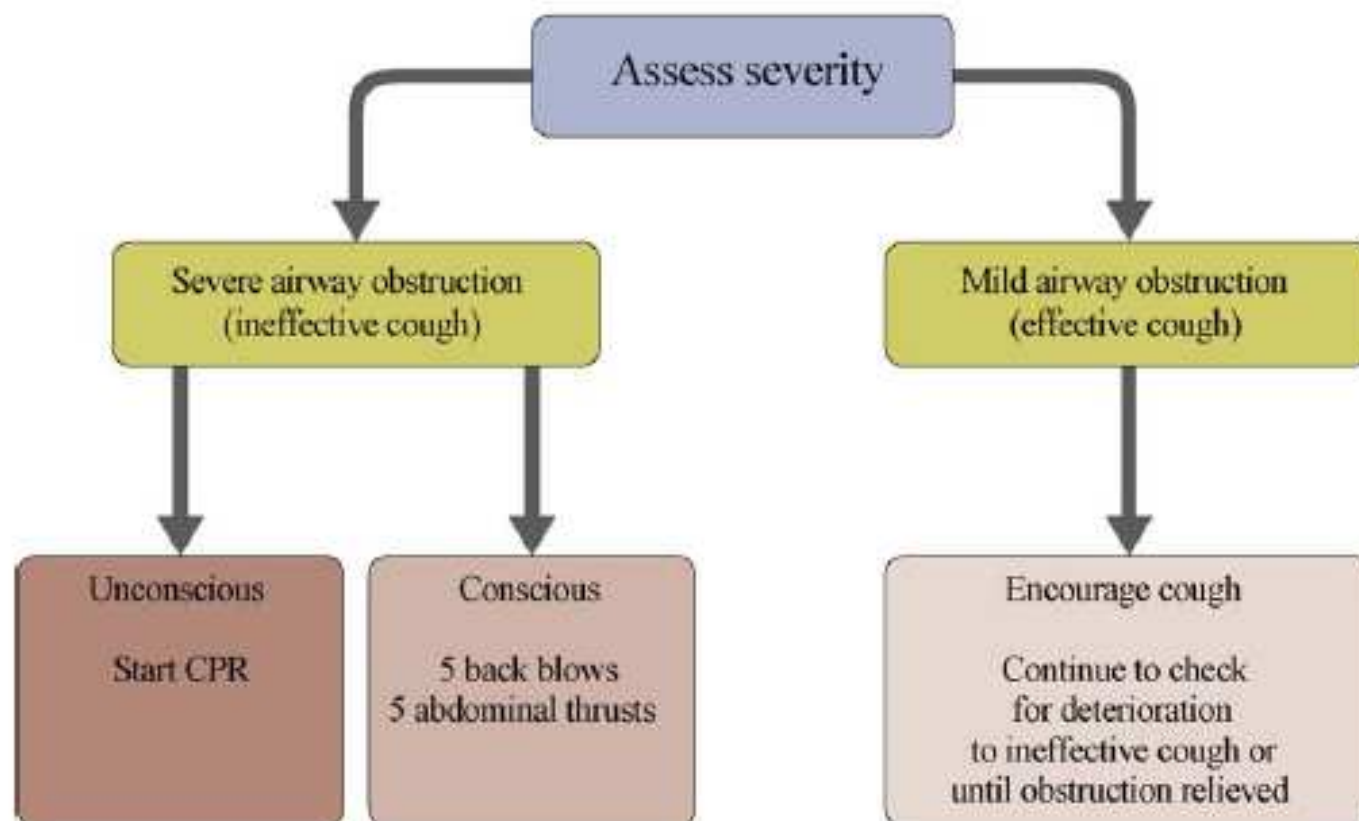 Assess severity
Severe airway obstruction
(ineffective cough)
Mild airway obstruction
(effective cough)
Unconscious
Start CPR
Conscious
5 back blows
5 abdominal thrusts
Encourage cough
Continue to check
for deterioration
to ineffective cough or
until obstruction relieved